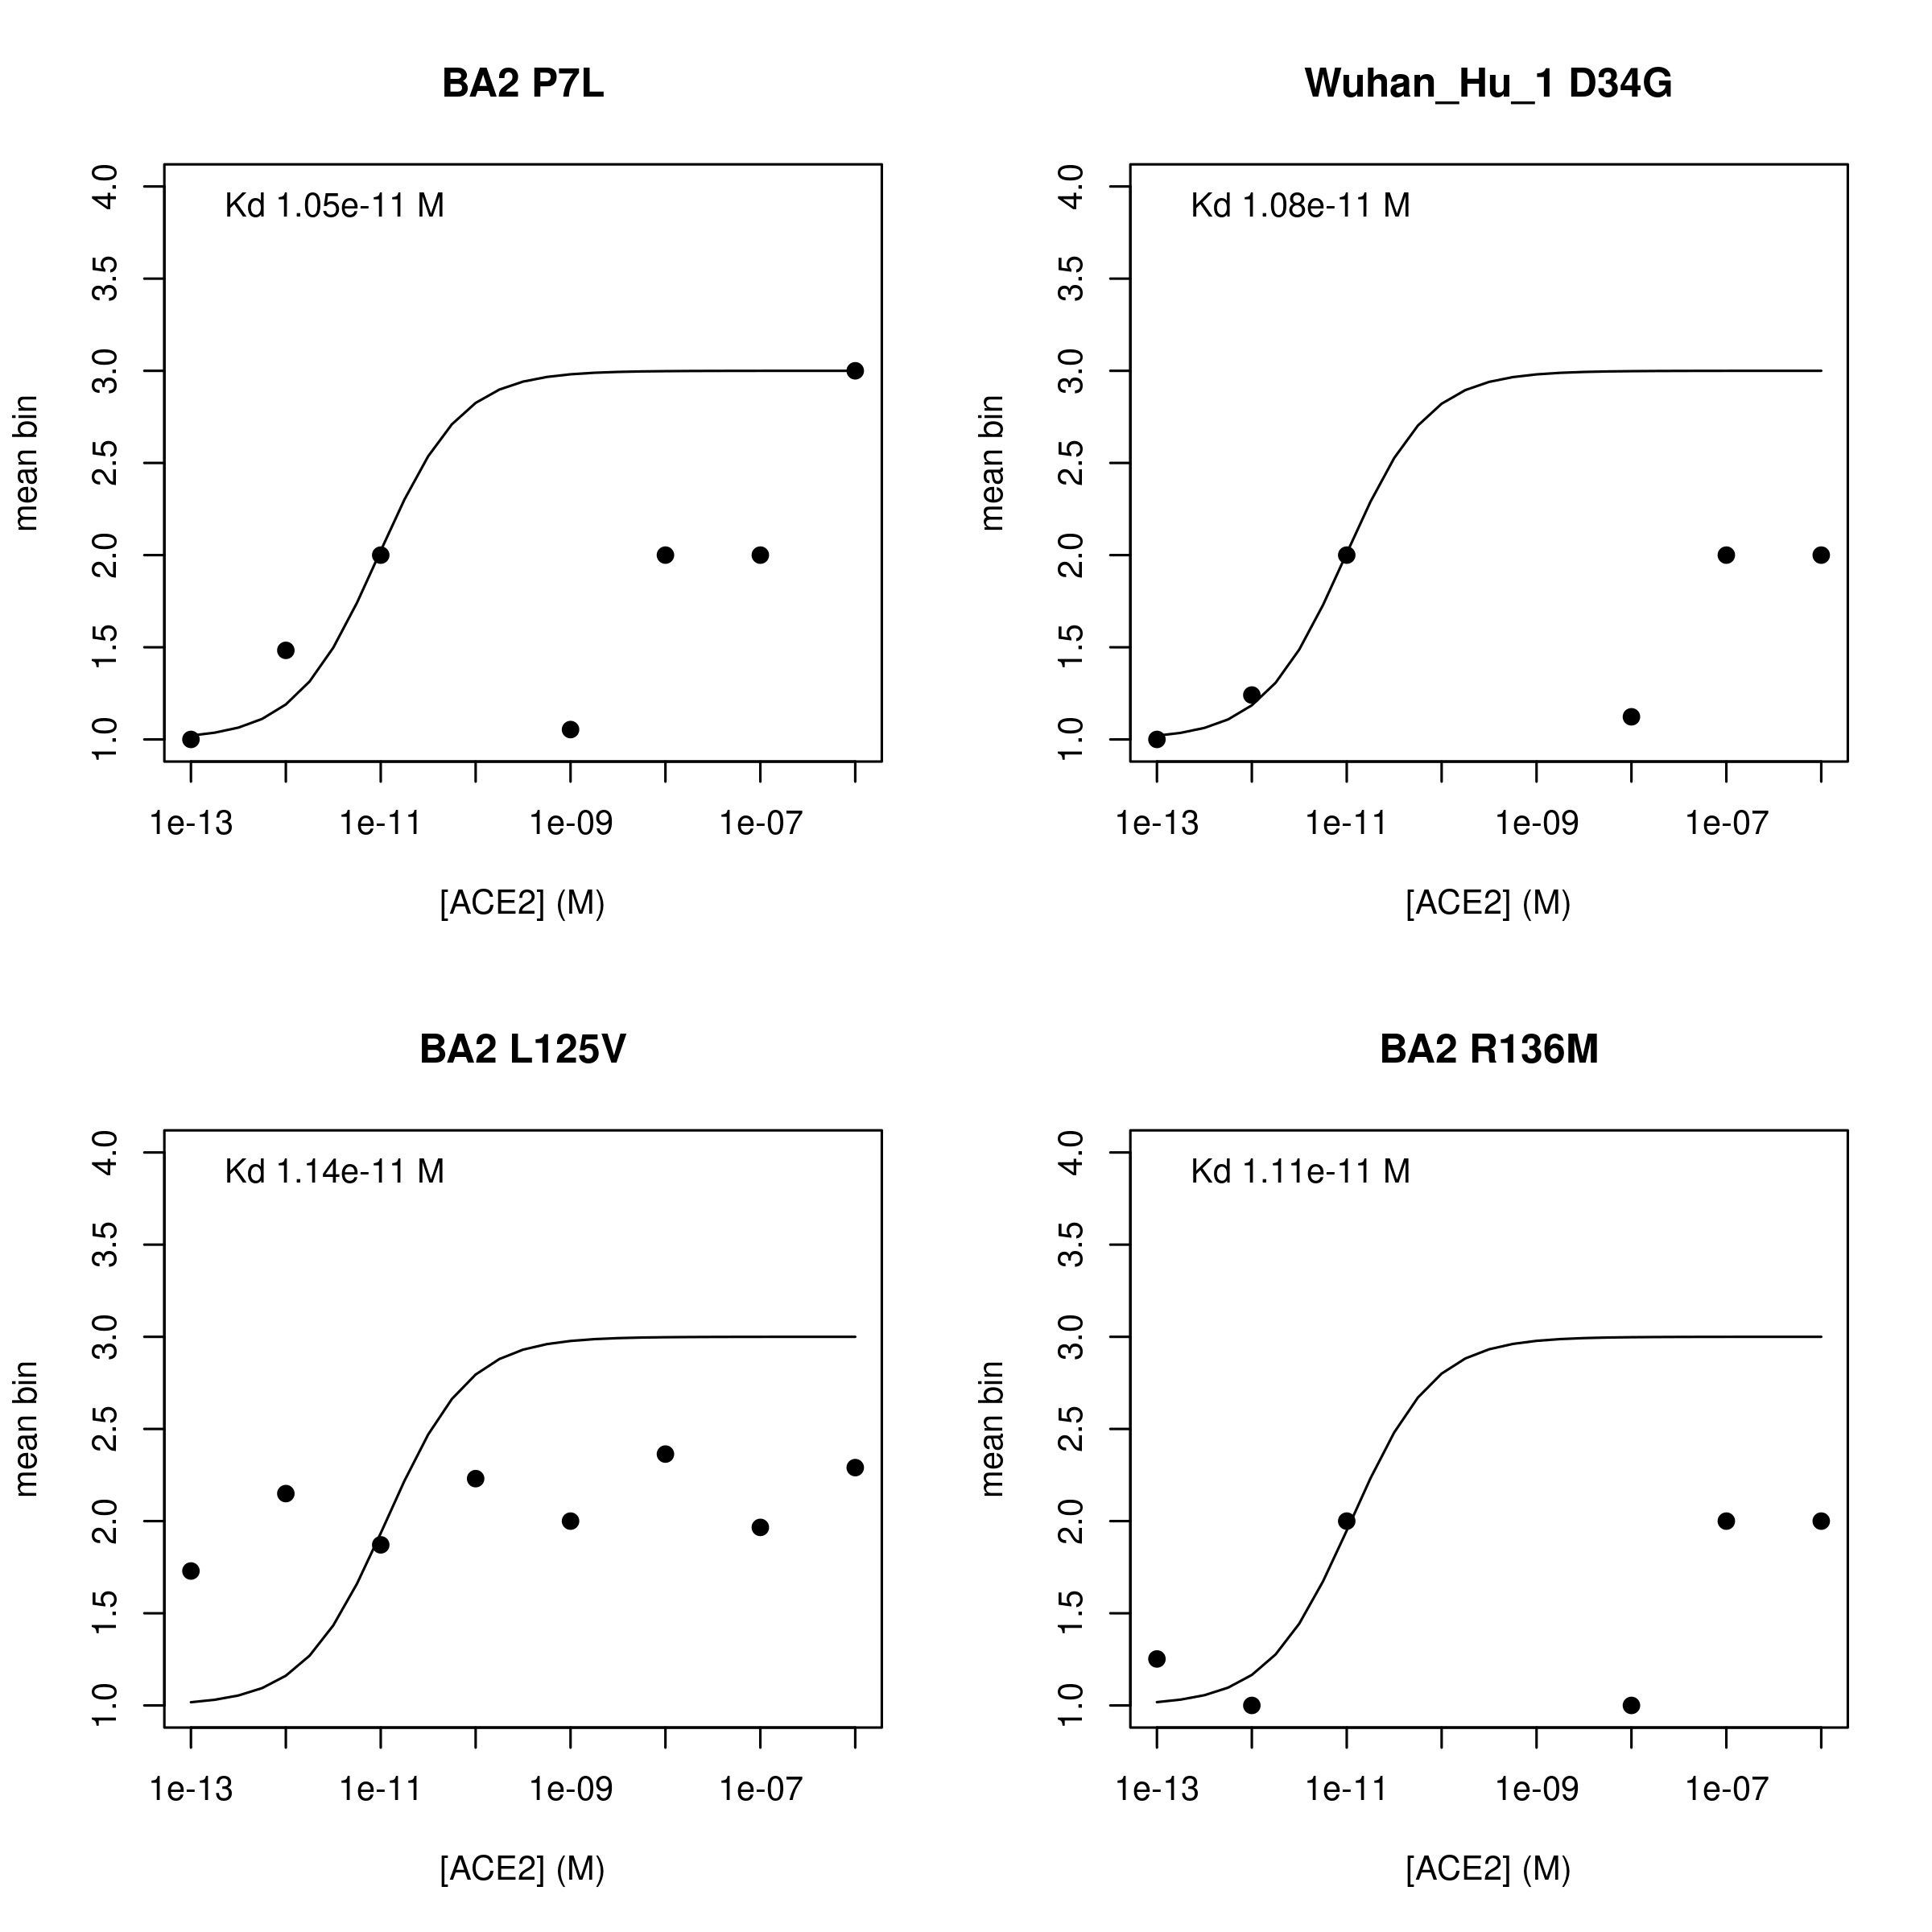 BA2 P7L
Kd 1.05e-11 M
mean bin
4.0
3.5
3.0
2.5
2.0
1.5
1.0
1e-13 1e-11 1e-09 1e-07
[ACE2] (M)
Wuhan_Hu_1 D34G
Kd 1.08e-11 M
mean bin
4.0
3.5
3.0
2.5
2.0
1.5
1.0
1e-13 1e-11 1e-09 1e-07
[ACE2] (M)
BA2 L125V
Kd 1.14e-11 M
mean bin
4.0
3.5
3.0
2.5
2.0
1.5
1.0
1e-13 1e-11 1e-09 1e-07
[ACE2] (M)
BA2 R136M
Kd 1.11e-11 M
mean bin
4.0
3.5
3.0
2.5
2.0
1.5
1.0
1e-13 1e-11 1e-09 1e-07
[ACE2] (M)